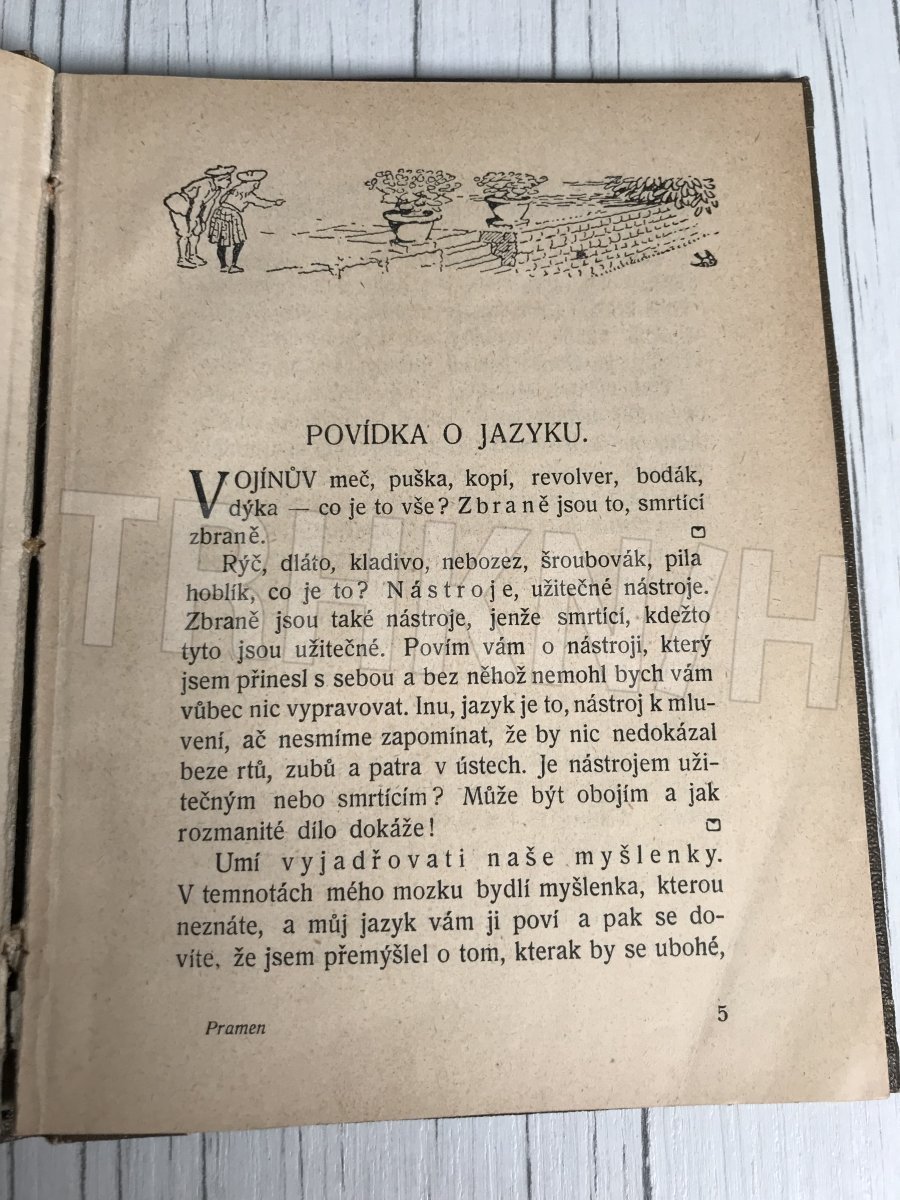 POVÍDKA O JAZYKU.
VOJÍNŮV meč, puška, kopí, revolver, bodák,
dýka — co je to vše? Zbraně jsou to, smrtící
zbraně.
Rýč, dláto, kladivo, nebozez, šroubovák, pila
hoblík, co je to? Nástroje, užitečné nástroje.
Zbraně jsou také nástroje, jenže smrtící, kdežto
tyto jsou užitečné. Povím vám o nástroji, který
jsem přinesl s sebou a bez něhož nemohl bych vám
vůbec nic vypravovat. Inu, jazyk je to, nástroj k mlu-
vení, ač nesmíme zapomínat, že by nic nedokázal
beze rtů, zubů a patra v ústech. Je nástrojem uži-
tečným nebo smrtícím? Může být obojím a jak
rozmanité dílo dokáže!
Umí vyjadřovati naše myšlenky.
V temnotách mého mozku bydlí myšlenka, kterou
neznáte, a můj jazyk vám ji poví a pak se do-
víte, že jsem přemýšlel o tom, kterak by se ubohé,
Pramen
5